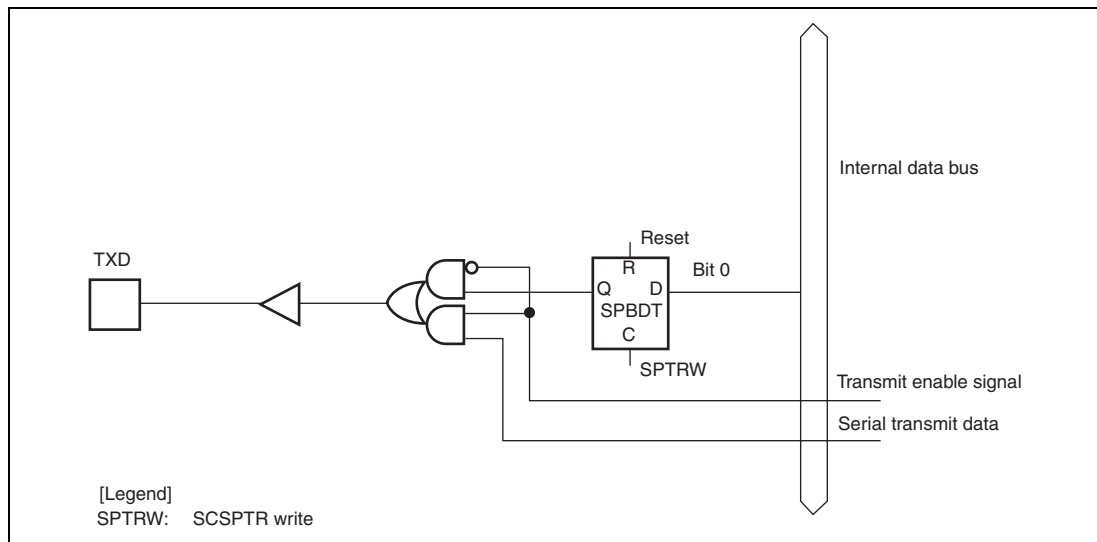 Internal data bus
Reset
TXD
R
Bit 0
Q D
SPBDT
C
SPTRW
Transmit enable signal
Serial transmit data
[Legend]
SPTRW: SCSPTR write